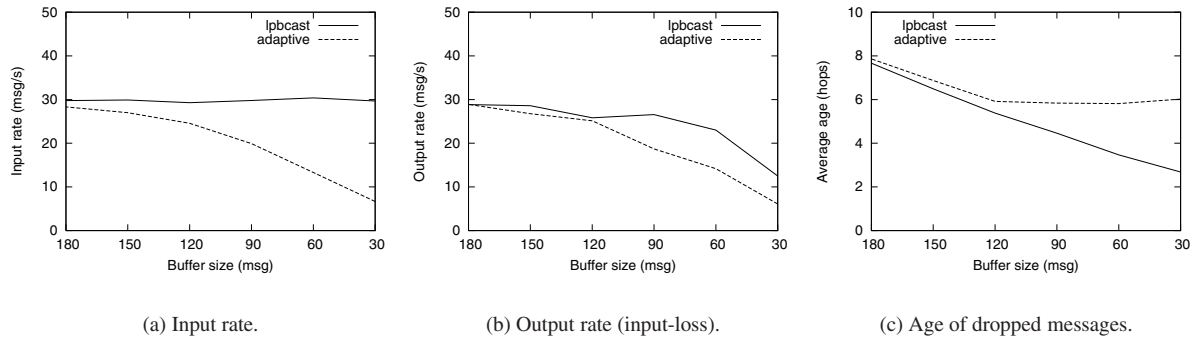 50
40
30
20
10
0
180 150 120 90 60 30
Input rate (msg/s)
Buffer size (msg)
lpbcast
adaptive
(a) Input rate.
50
40
30
20
10
0
180 150 120 90 60 30
Output rate (msg/s)
Buffer size (msg)
lpbcast
adaptive
(b) Output rate (input-loss).
10
8
6
4
2
0
180 150 120 90 60 30
Average age (hops)
Buffer size (msg)
lpbcast
adaptive
(c) Age of dropped messages.